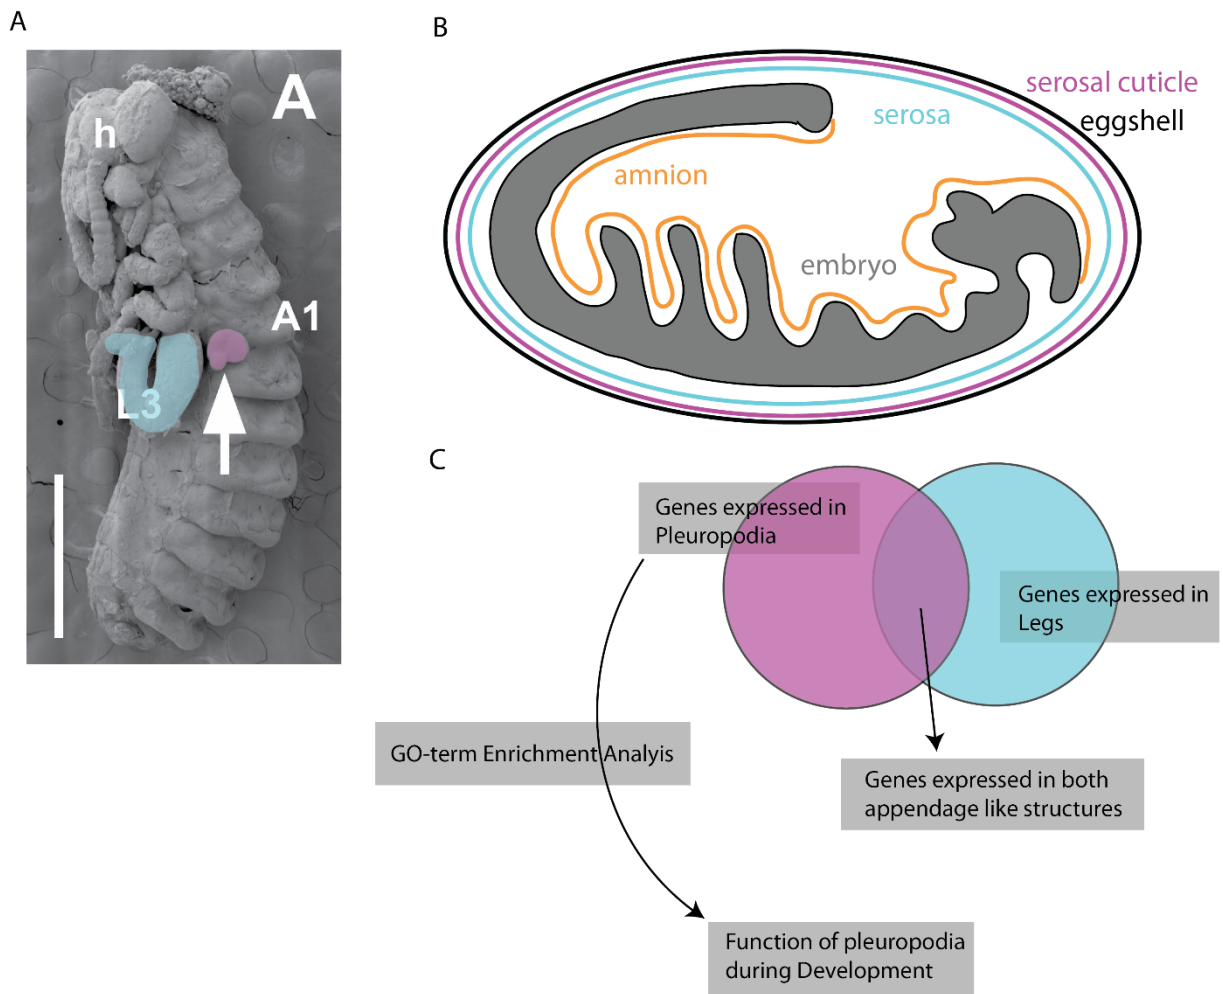 A
A
h
A1
L3
B
serosal cuticle
eggshell
serosa
amnion
embryo
C
Genes expressed in
Pleuropodia
Genes expressed in
Legs
GO-term Enrichment Analyis
Genes expressed in both
appendage like structures
Function of pleuropodia
during Development